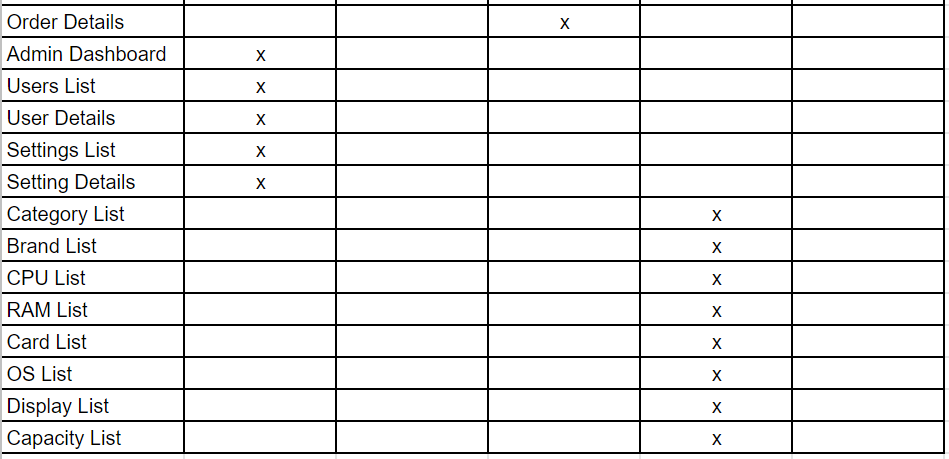 Order Details x
Admin Dashboard x
Users List x
User Details x
Settings List x
Setting Details x
Category List x
Brand List x
CPU List x
RAM List x
Card List x
OS List x
Display List x
Capacity List x